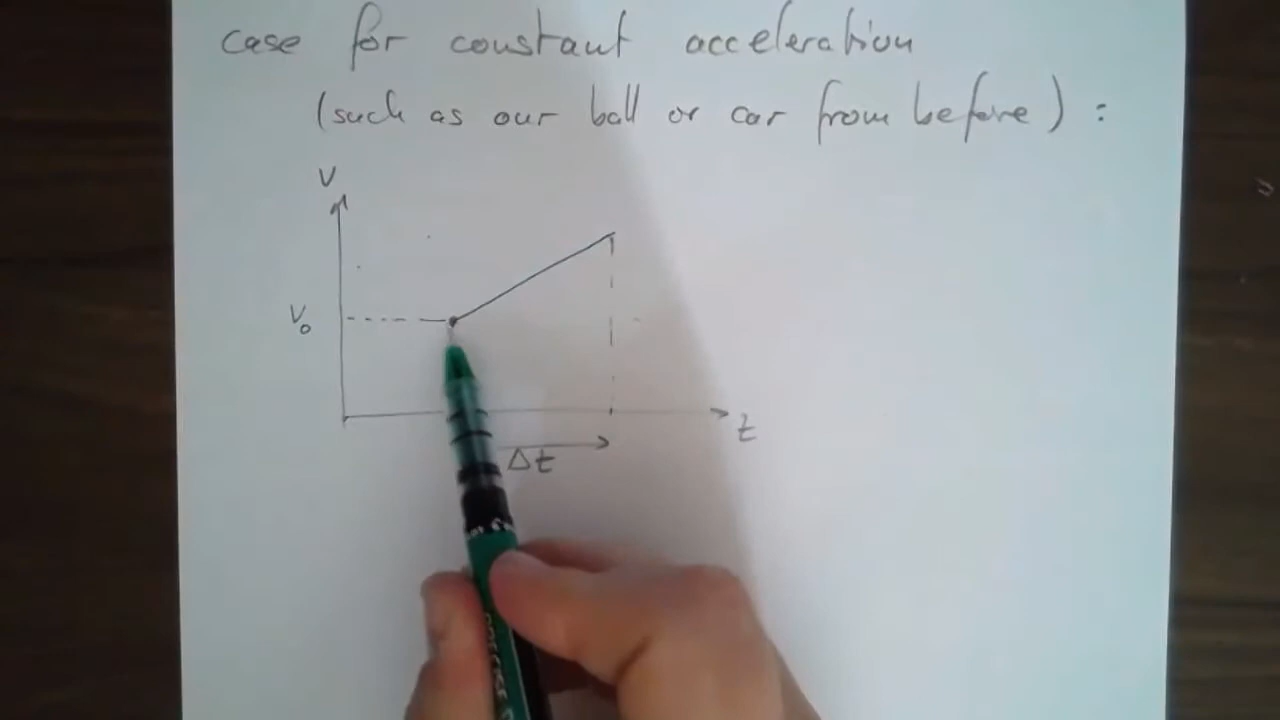 case for constant acceleration
(such as our ball or car from before) :
V
V₀
t
Δt